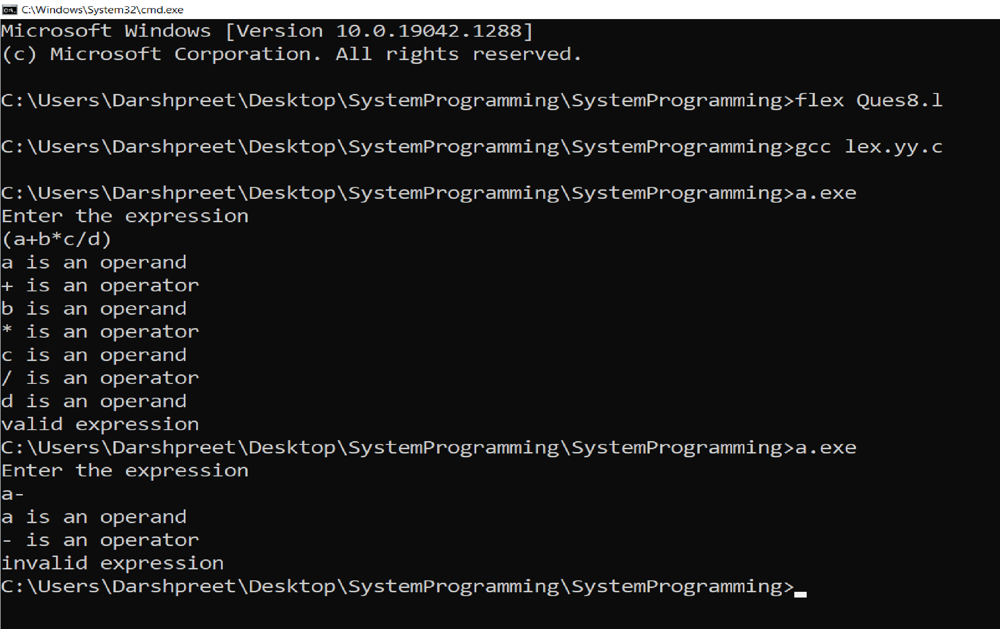 C:\Windows\System32\cmd.exe
Microsoft Windows [Version 10.0.19042.1288]
(c) Microsoft Corporation. All rights reserved.
C:\Users\Darshpreet\Desktop\SystemProgramming\SystemProgramming>flex Ques8.l
C:\Users\Darshpreet\Desktop\SystemProgramming\SystemProgramming>gcc lex.yy.c
C:\Users\Darshpreet\Desktop\SystemProgramming\SystemProgramming>a.exe
Enter the expression
(a+b*c/d)
a is an operand
+ is an operator
b is an operand
* is an operator
c is an operand
/ is an operator
d is an operand
valid expression
C:\Users\Darshpreet\Desktop\SystemProgramming\SystemProgramming>a.exe
Enter the expression
a-
a is an operand
- is an operator
invalid expression
C:\Users\Darshpreet\Desktop\SystemProgramming\SystemProgramming>